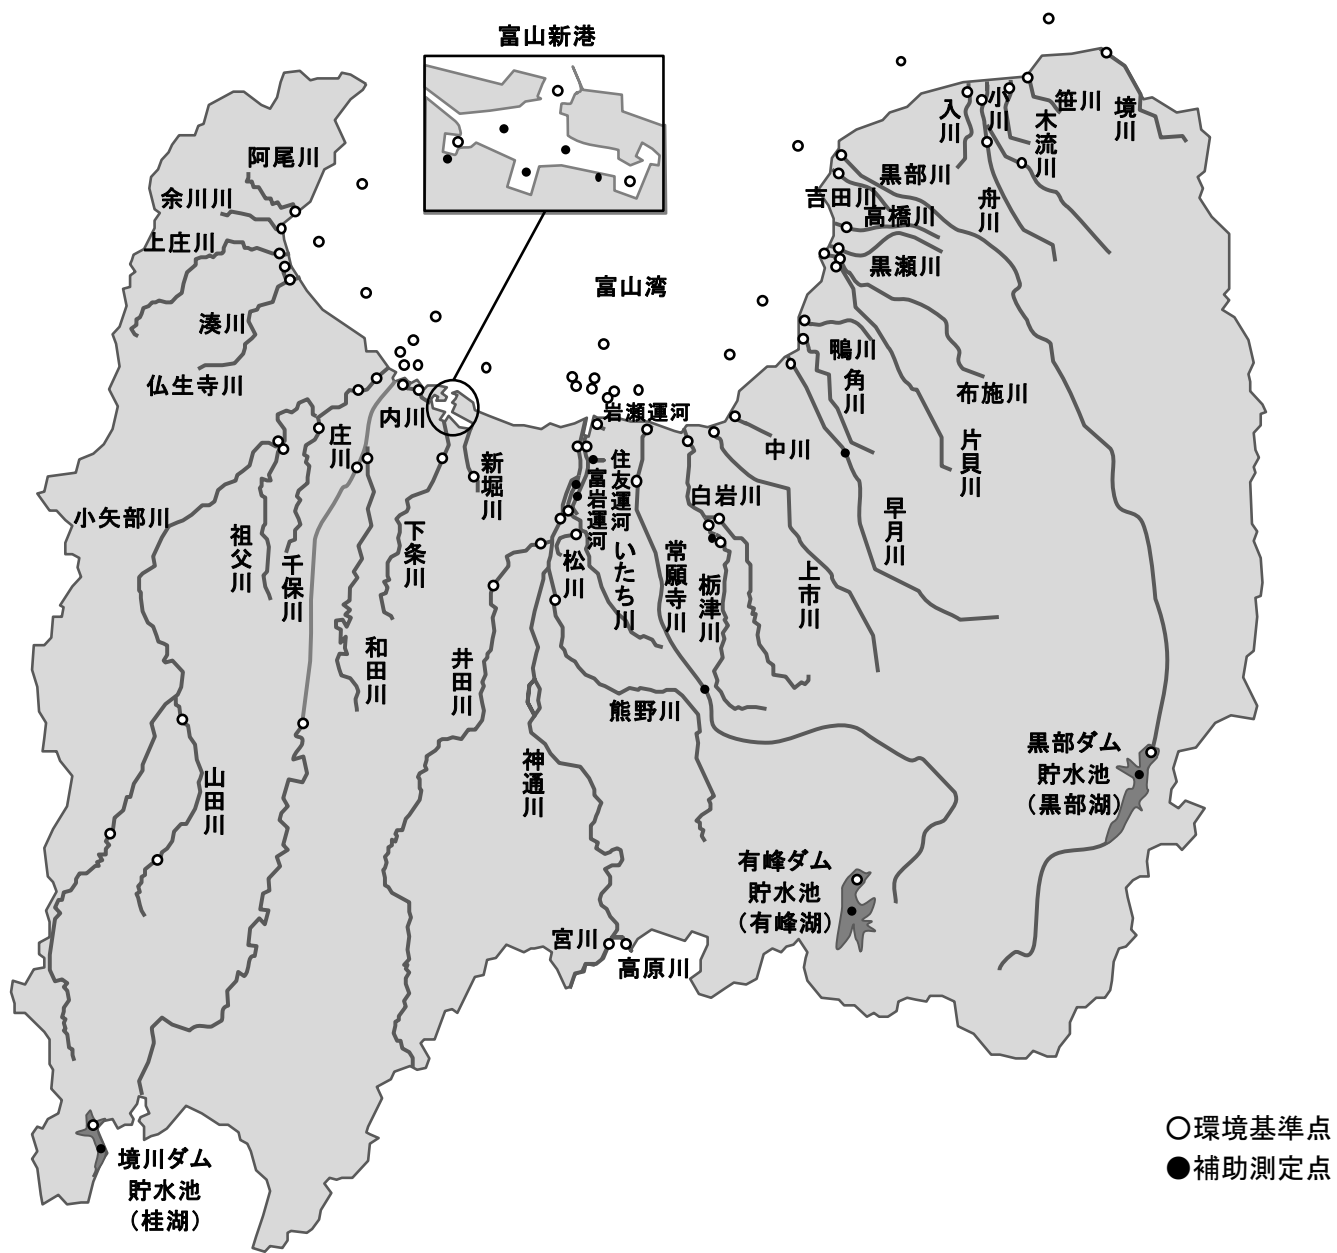 富山新港
阿尾川
余川川
上庄川
湊川
仏生寺川
富山湾
入川
小川
木流川
笹川
境川
黒部川
吉田川
高橋川
舟川
黒瀬川
鴨川
角川
布施川
片貝川
早月川
中川
岩瀬運河
住友運河
富岩運河
内川
庄川
新堀川
小矢部川
祖父川
千保川
下条川
和田川
井田川
松川
いたち川
常願寺川
白岩川
栃津川
上市川
熊野川
神通川
山田川
宮川
高原川
黒部ダム
貯水池
（黒部湖）
有峰ダム
貯水池
（有峰湖）
境川ダム
貯水池
（桂湖）
○環境基準点
●補助測定点